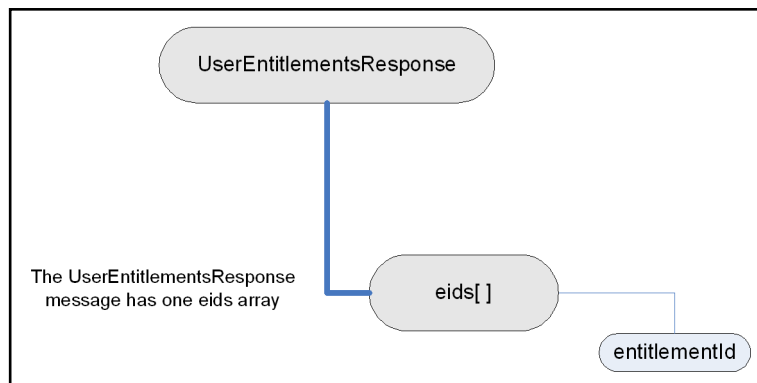 UserEntitlementsResponse
The UserEntitlementsResponse
message has one eids array
eids[ ]
entitlementId